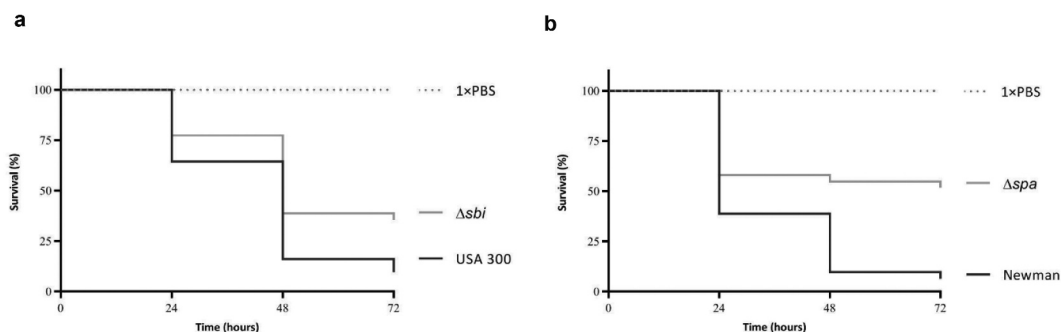 a
100
75
50
25
0
Survival (%)
0
24
48
72
Time (hours)
1×PBS
Δsbi
USA 300
b
100
75
50
25
0
Survival (%)
0
24
48
72
Time (hours)
1×PBS
Δspa
Newman